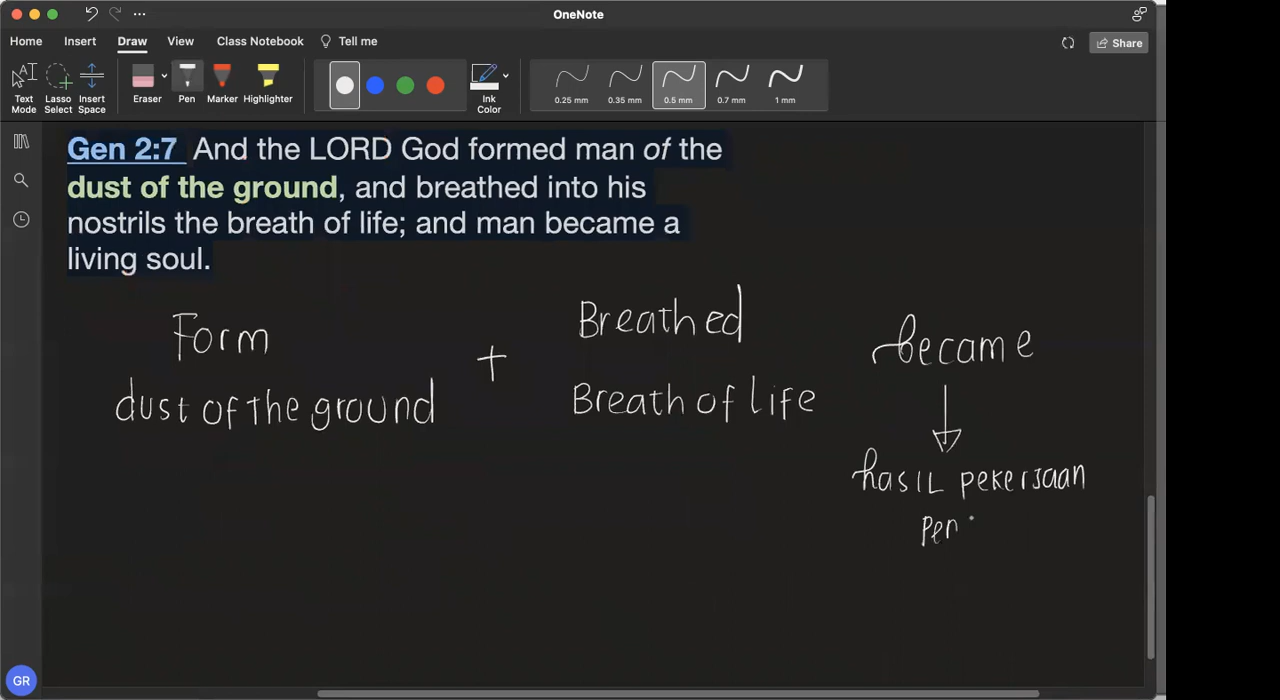 OneNote
Home Insert Draw View Class Notebook Tell me
Share
Text Mode
Lasso Select
Insert Space
Eraser
Pen
Marker
Highlighter
Ink Color
0.25 mm 0.35 mm 0.5 mm 0.7 mm 1 mm
Gen 2:7 And the LORD God formed man of the
dust of the ground, and breathed into his
nostrils the breath of life; and man became a
living soul.
Form
dust of the ground
+
Breathed
Breath of life
became
hasil pekerjaan
pen
GR